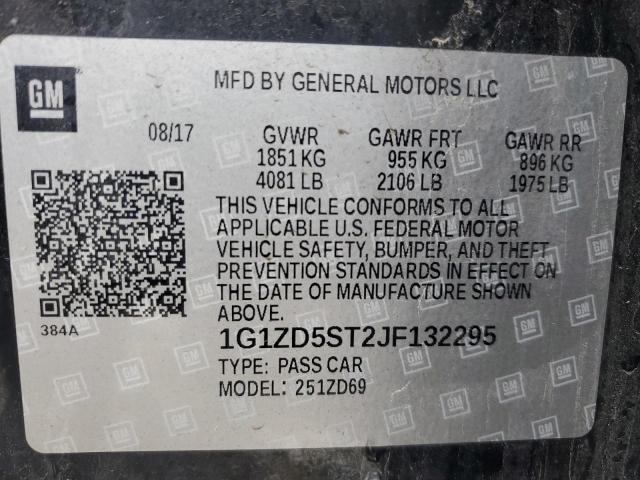 GM
MFD BY GENERAL MOTORS LLC
08/17 GVWR GAWR FRT GAWR RR
1851 KG 955 KG 896 KG
4081 LB 2106 LB 1975 LB
THIS VEHICLE CONFORMS TO ALL
APPLICABLE U.S. FEDERAL MOTOR
VEHICLE SAFETY, BUMPER, AND THEFT
PREVENTION STANDARDS IN EFFECT ON
THE DATE OF MANUFACTURE SHOWN
ABOVE.
384A
1G1ZD5ST2JF132295
TYPE: PASS CAR
MODEL: 251ZD69